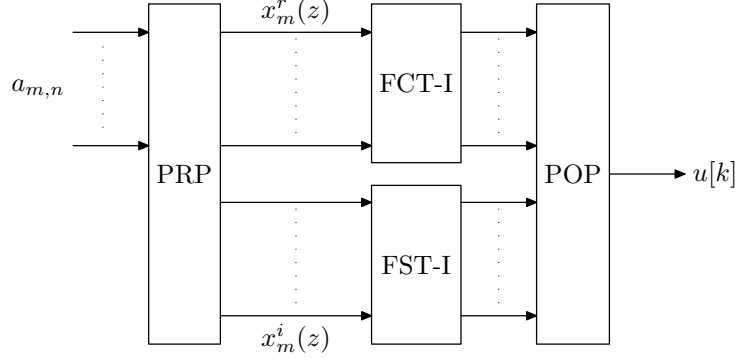 x_m^r(z)
a_{m,n}
FCT-I
PRP
POP
u[k]
FST-I
x_m^i(z)